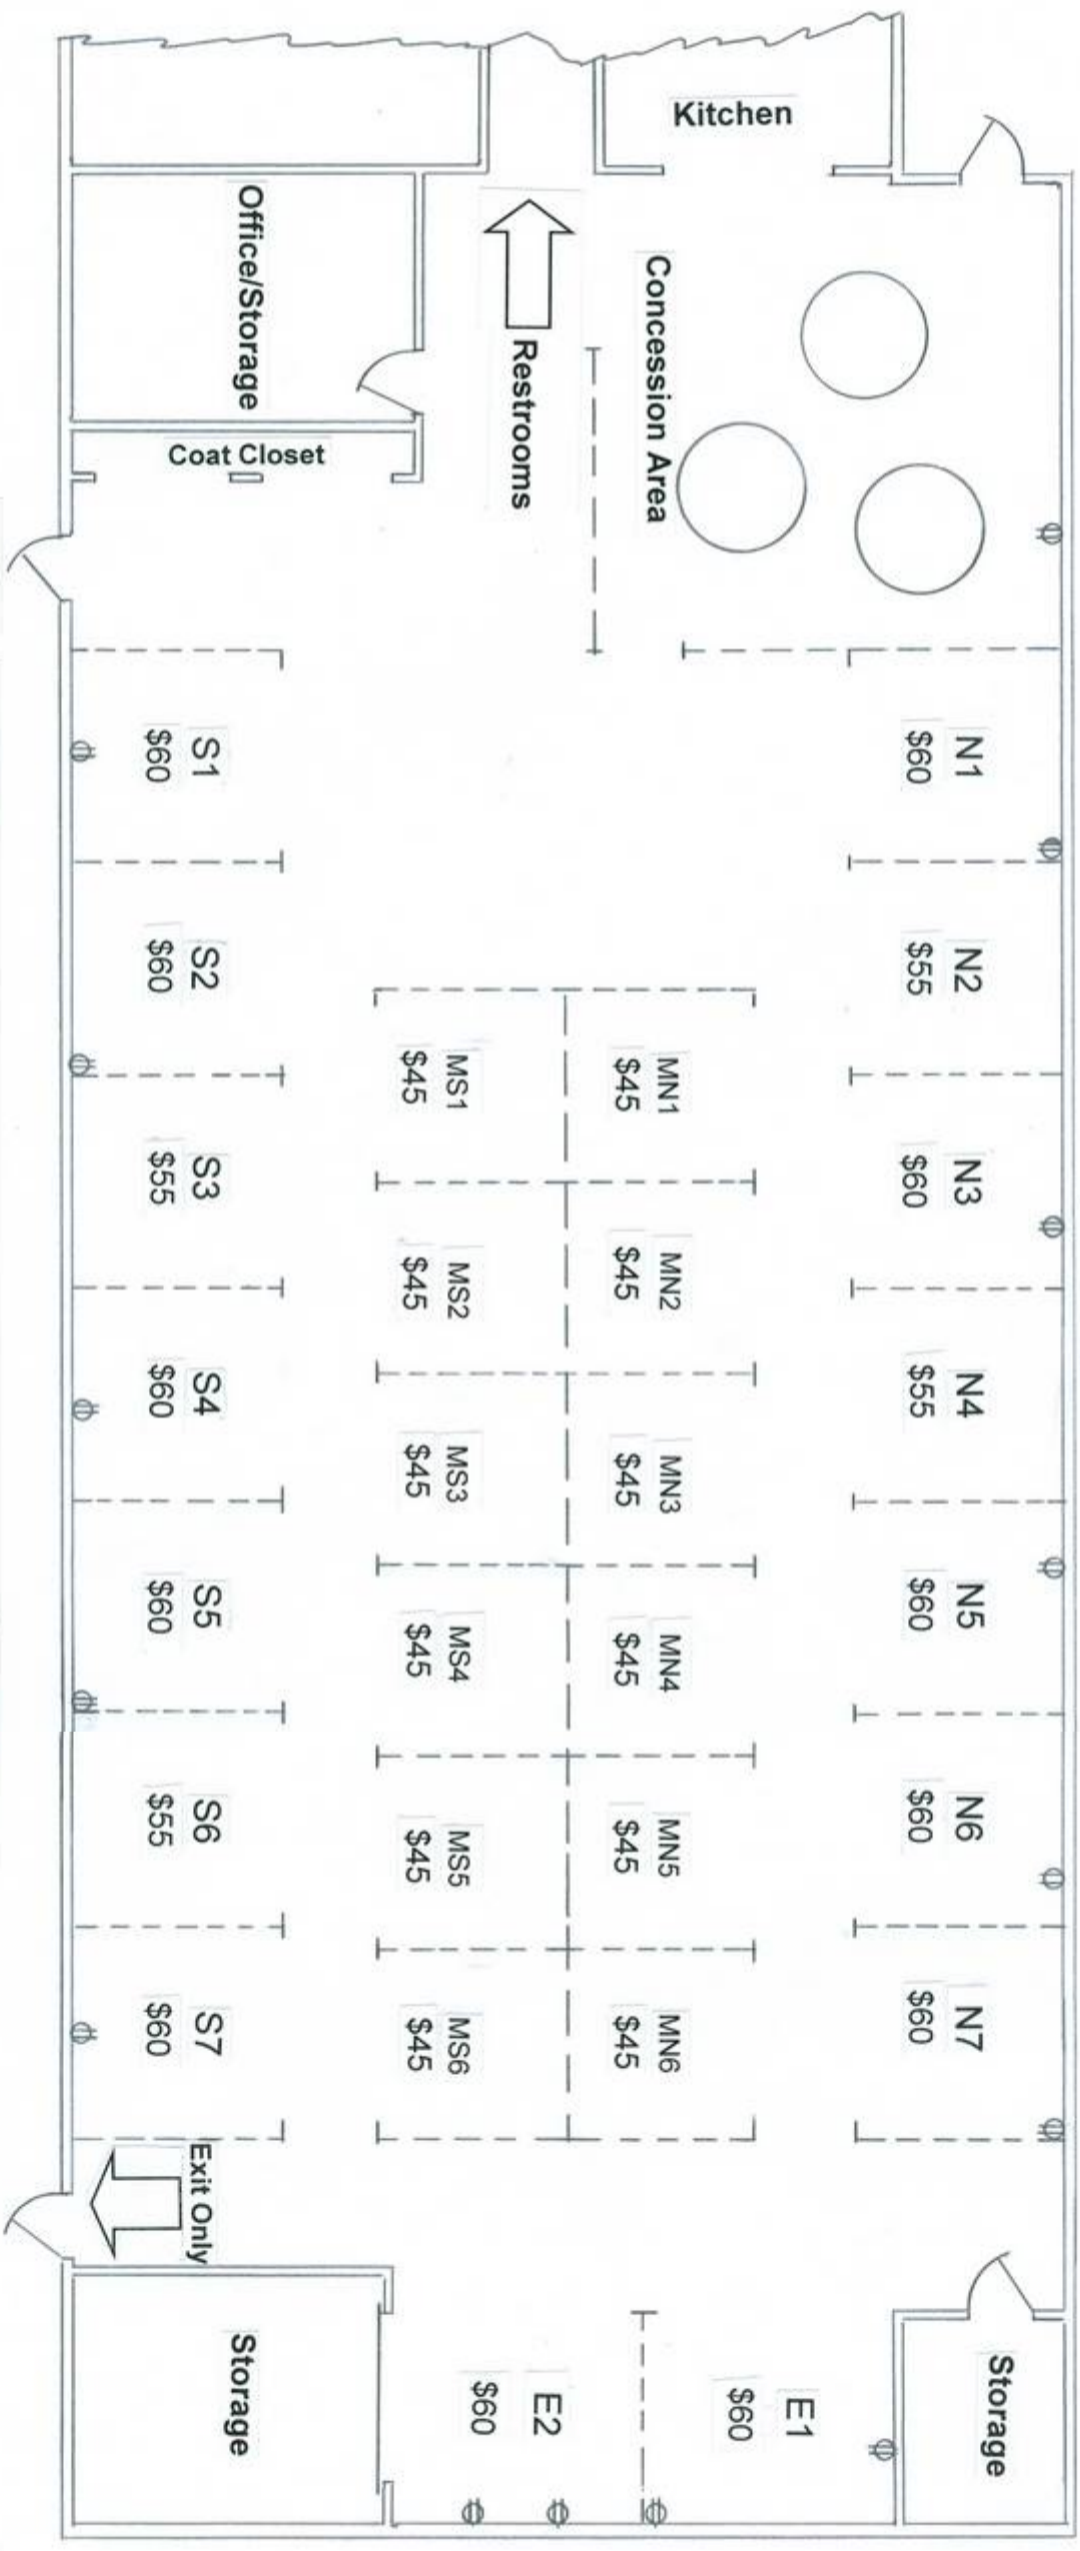 Kitchen
Office/Storage
Restrooms
Concession Area
Coat Closet
N1
$60
N2
$55
N3
$60
N4
$55
N5
$60
N6
$60
N7
$60
MN1
$45
MN2
$45
MN3
$45
MN4
$45
MN5
$45
MN6
$45
MS1
$45
MS2
$45
MS3
$45
MS4
$45
MS5
$45
MS6
$45
S1
$60
S2
$60
S3
$55
S4
$60
S5
$60
S6
$55
S7
$60
Exit Only
Storage
E1
$60
E2
$60
Storage